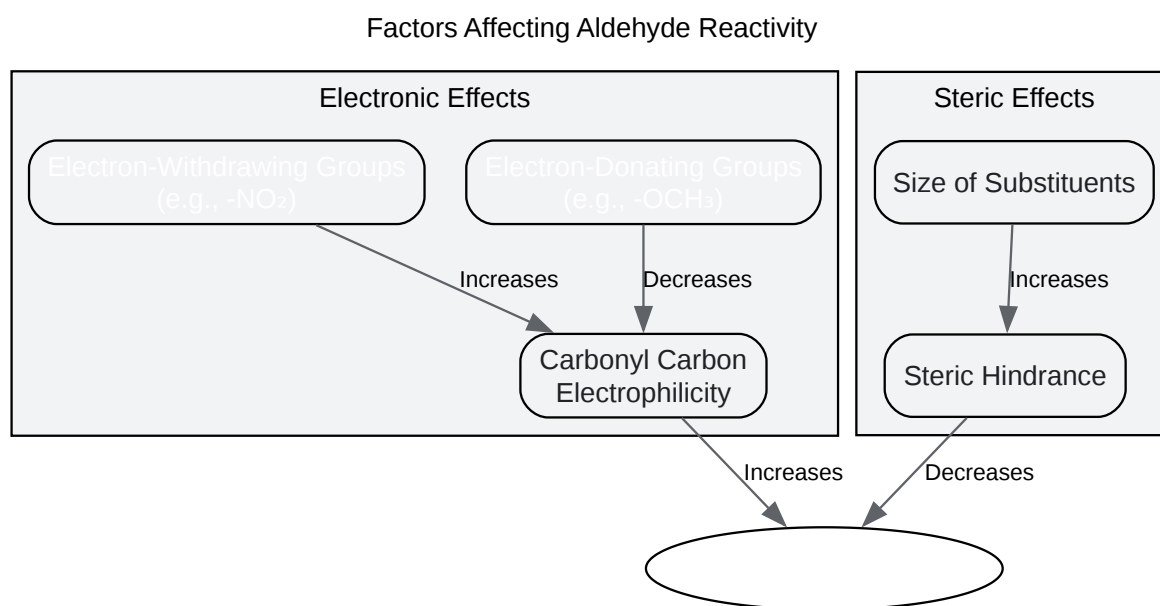 Factors Affecting Aldehyde Reactivity
Electronic Effects
Steric Effects
Electron-Withdrawing Groups
(e.g., -NO₂)
Electron-Donating Groups
(e.g., -OCH₃)
Size of Substituents
Increases
Decreases
Increases
Carbonyl Carbon
Electrophilicity
Steric Hindrance
Increases
Decreases